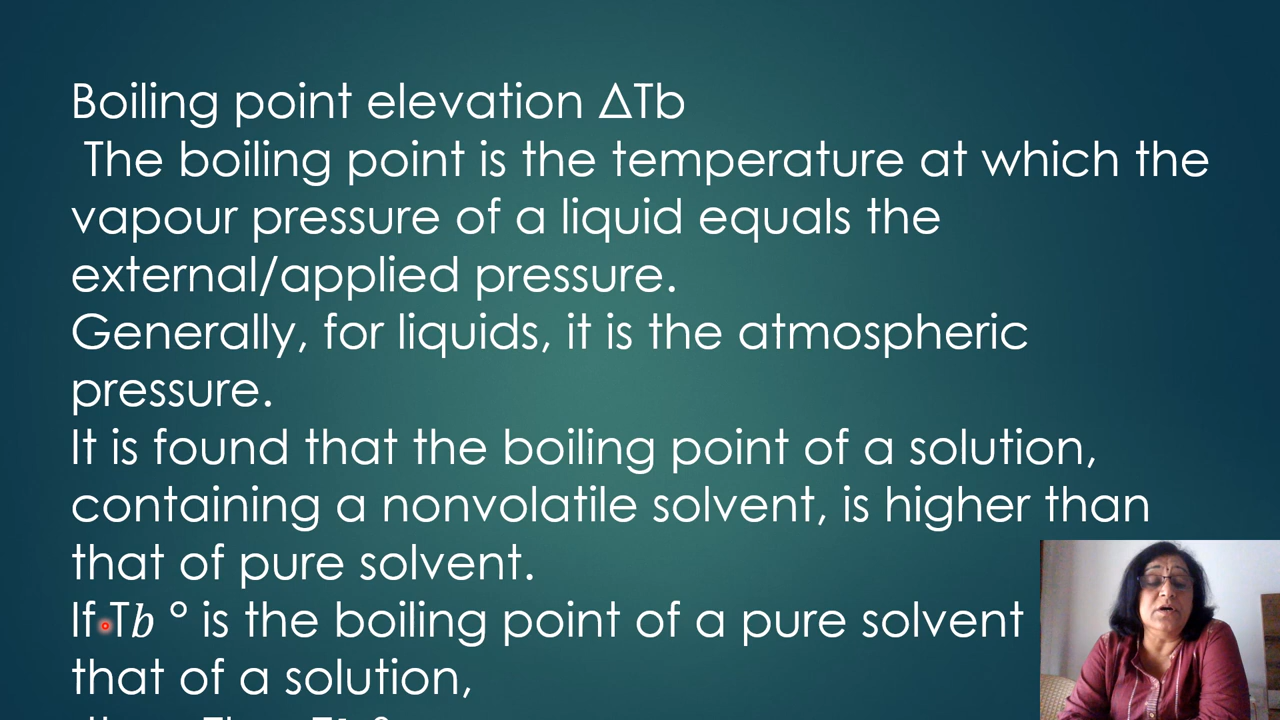 Boiling point elevation ΔTb
The boiling point is the temperature at which the
vapour pressure of a liquid equals the
external/applied pressure.
Generally, for liquids, it is the atmospheric
pressure.
It is found that the boiling point of a solution,
containing a nonvolatile solvent, is higher than
that of pure solvent.
If T𝑏 ° is the boiling point of a pure solvent
that of a solution,